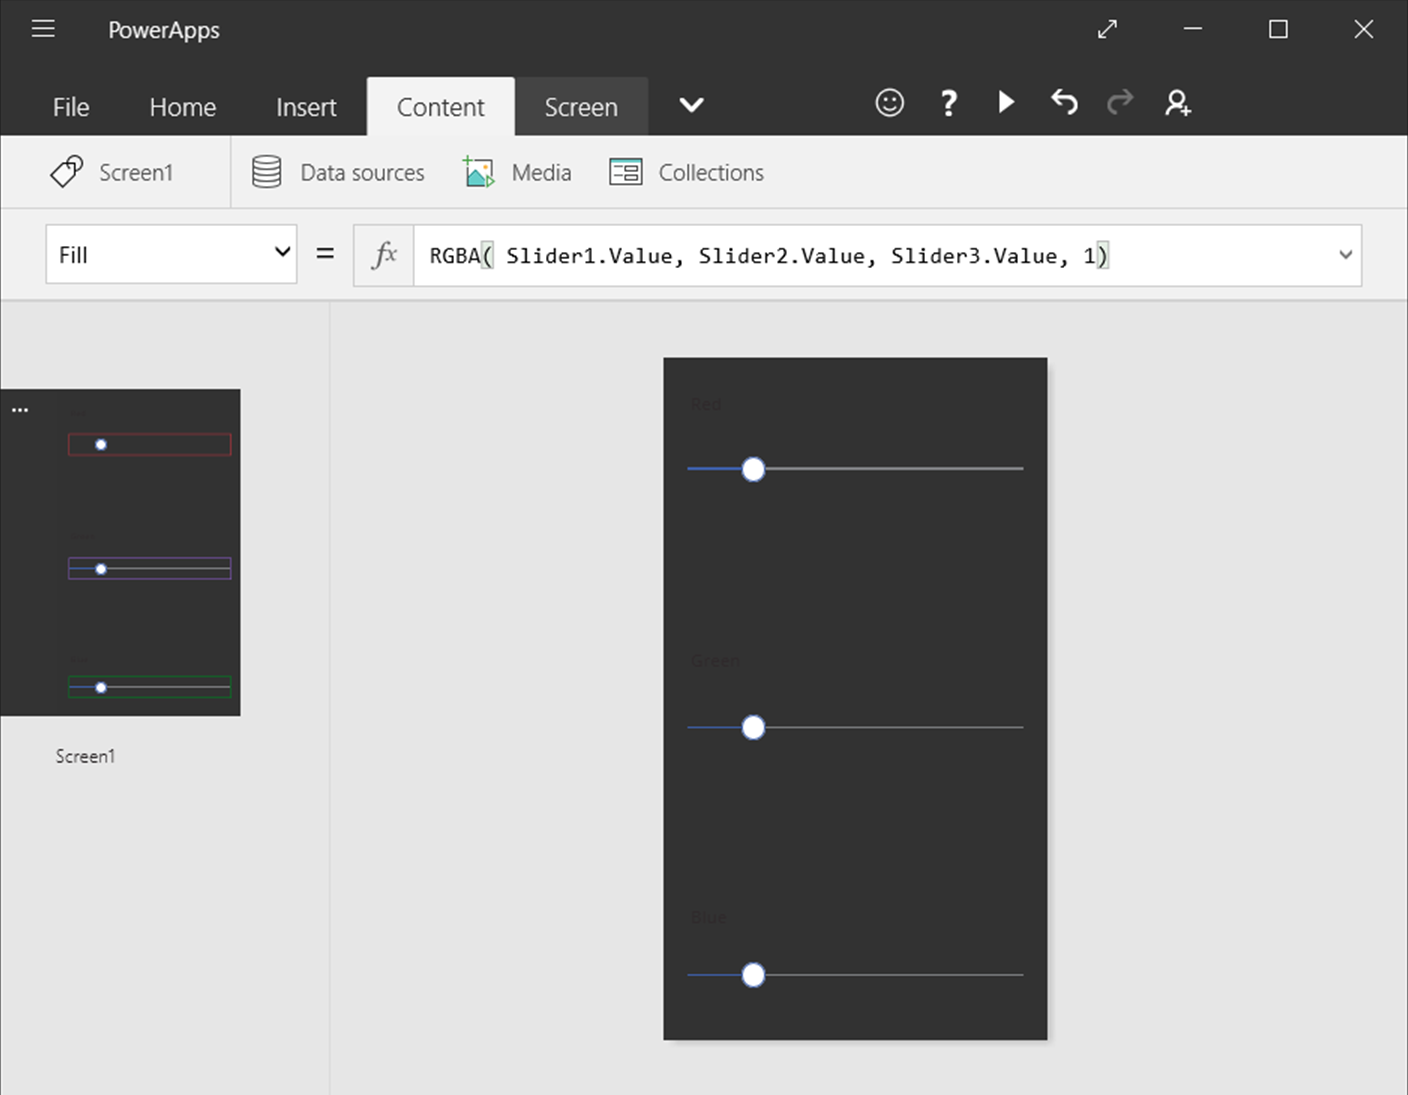 PowerApps
File Home Insert Content Screen ?
Screen1 Data sources Media Collections
Fill = fx RGBA( Slider1.Value, Slider2.Value, Slider3.Value, 1)
Red
Green
Blue
Screen1